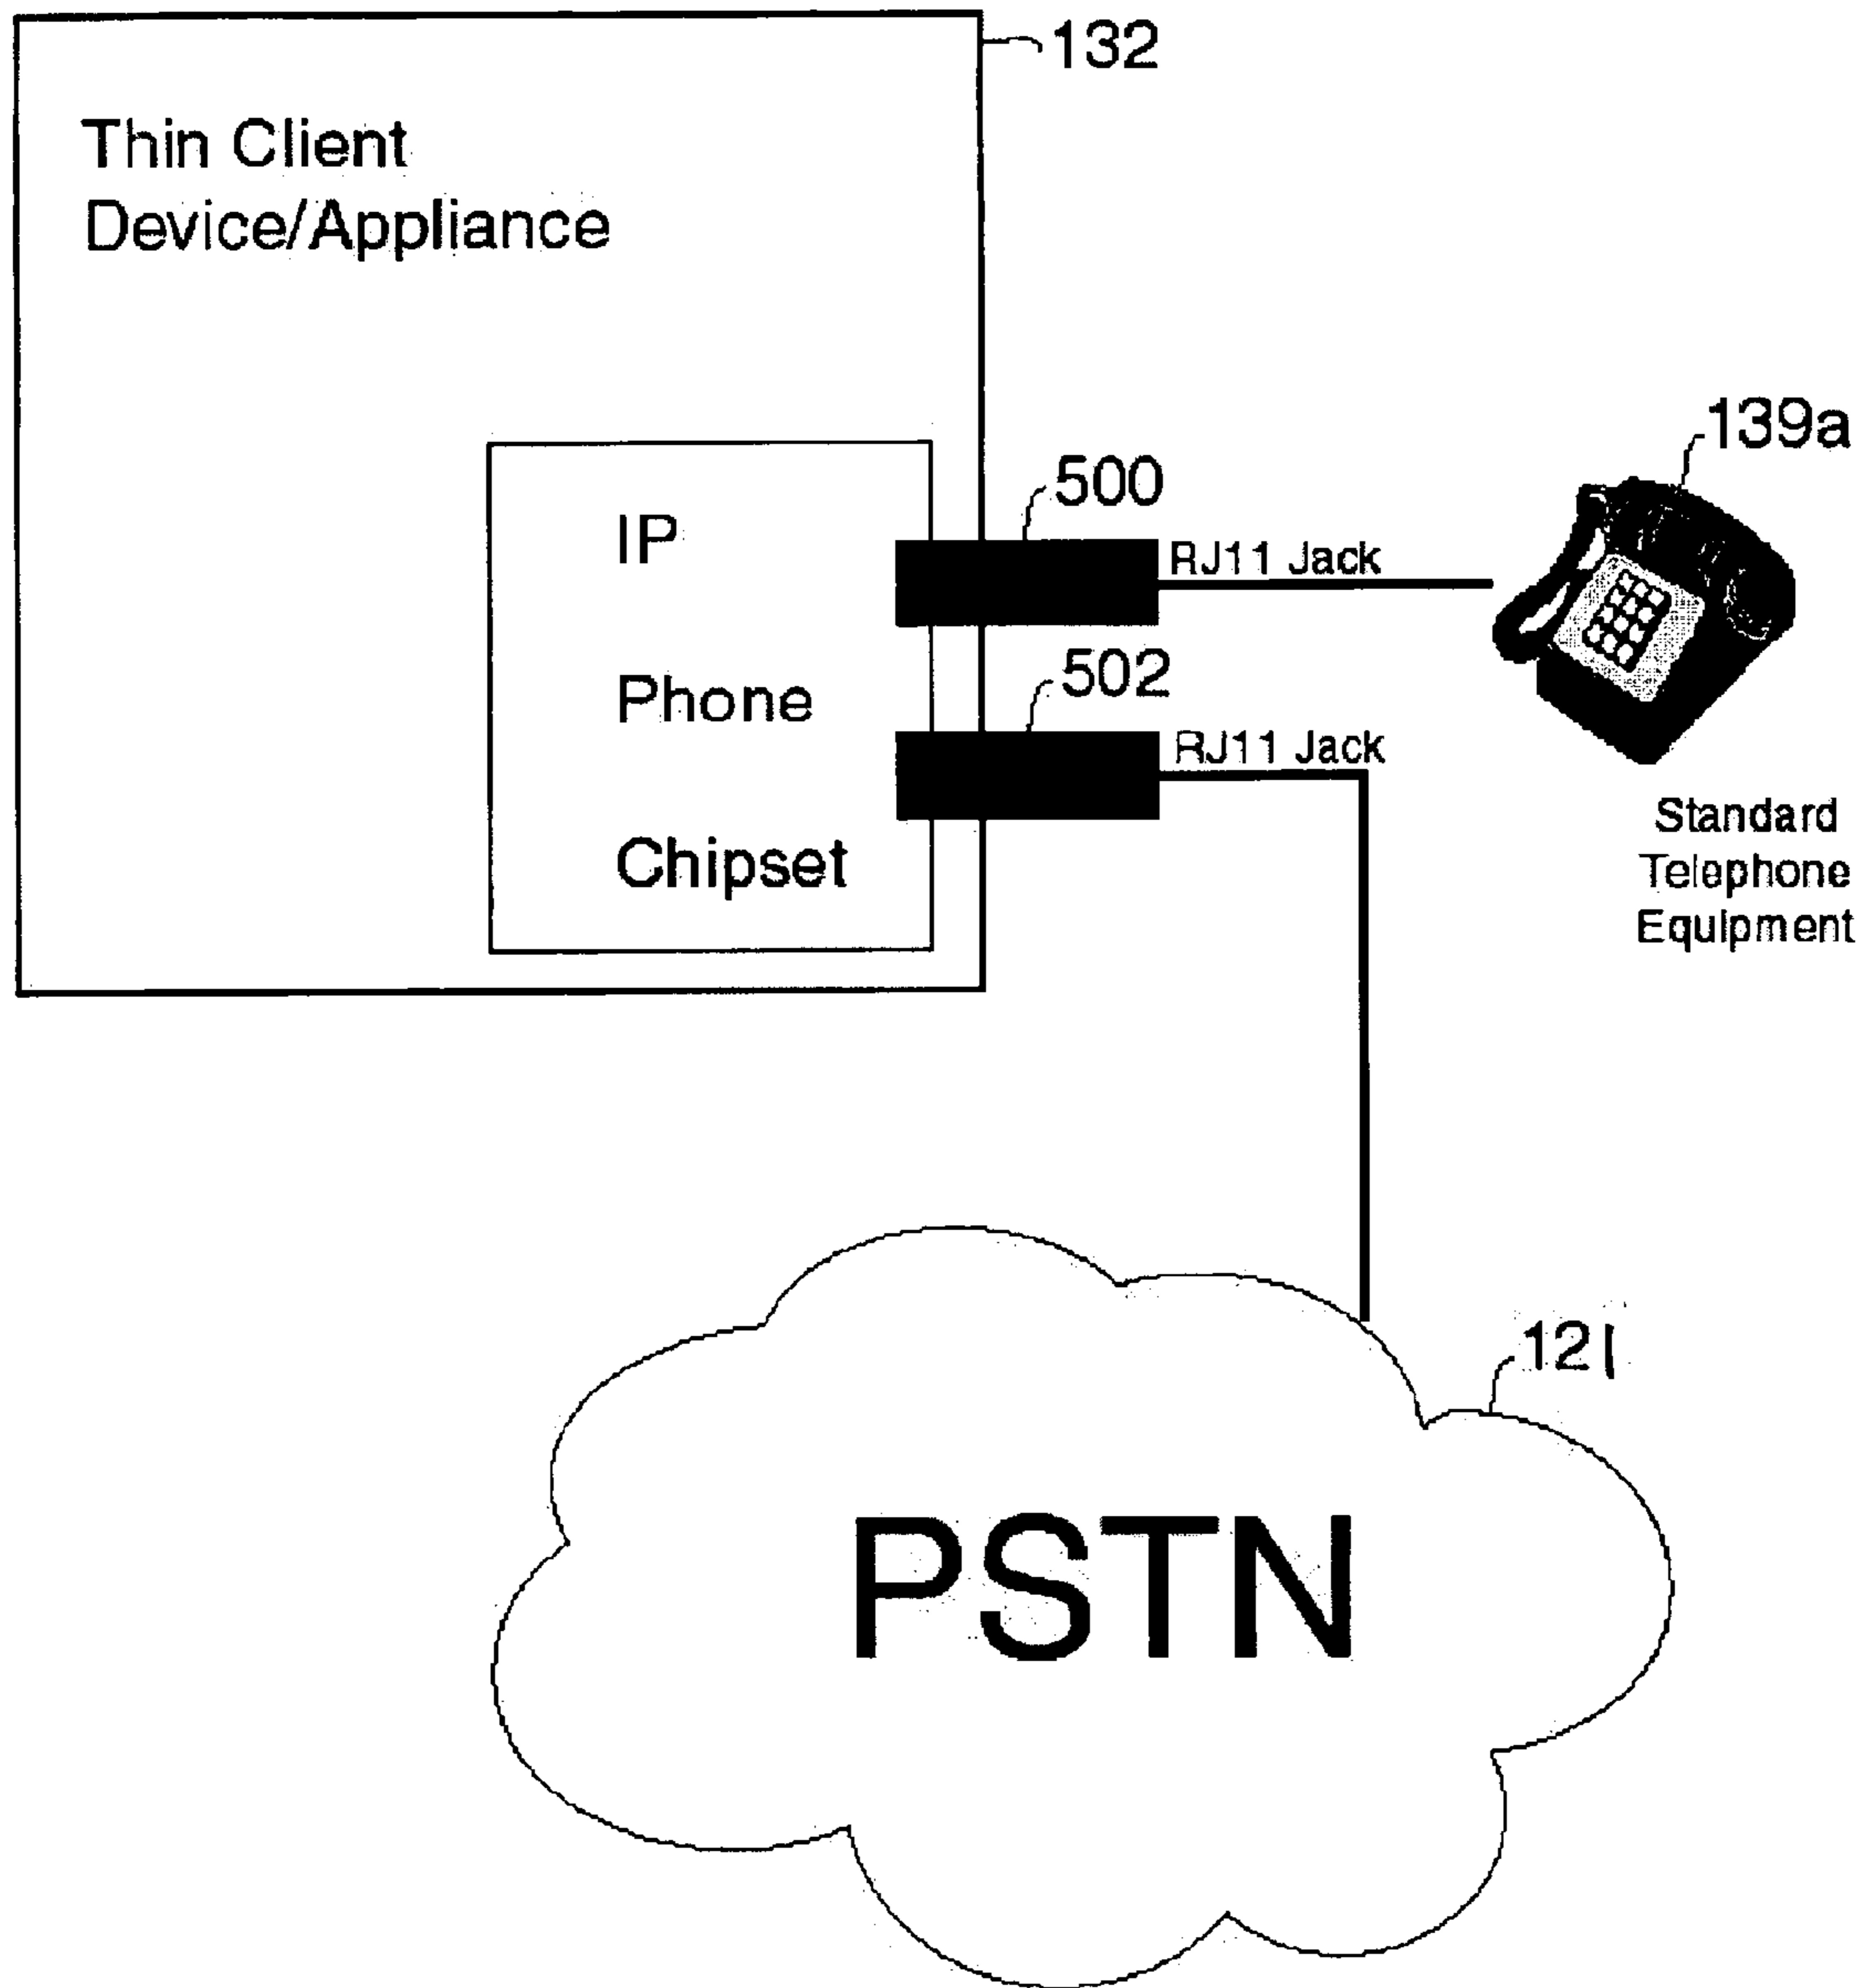 132
Thin Client
Device/Appliance
139a
500
IP
RJ11 Jack
502
Phone
RJ11 Jack
Chipset
Standard
Telephone
Equipment
121
PSTN